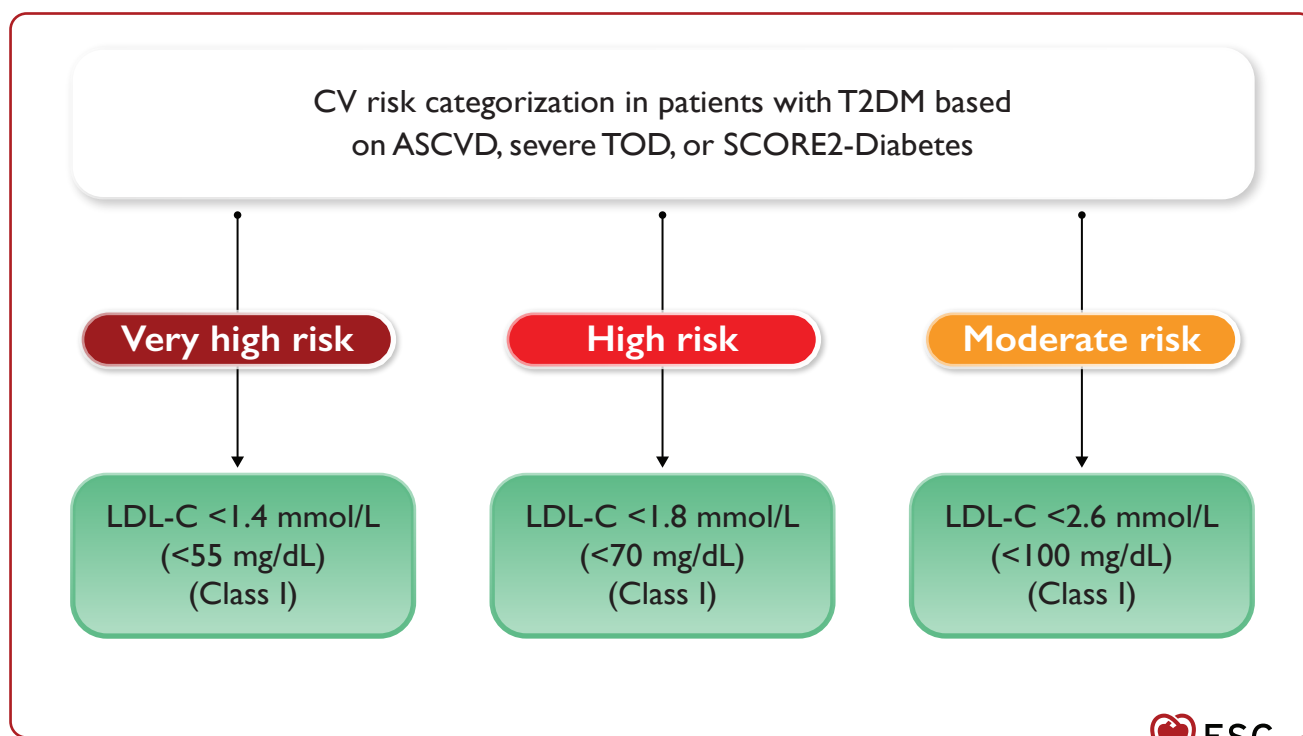 CV risk categorization in patients with T2DM based
on ASCVD, severe TOD, or SCORE2-Diabetes
Very high risk
High risk
Moderate risk
LDL-C <1.4 mmol/L
(<55 mg/dL)
(Class I)
LDL-C <1.8 mmol/L
(<70 mg/dL)
(Class I)
LDL-C <2.6 mmol/L
(<100 mg/dL)
(Class I)
ESC